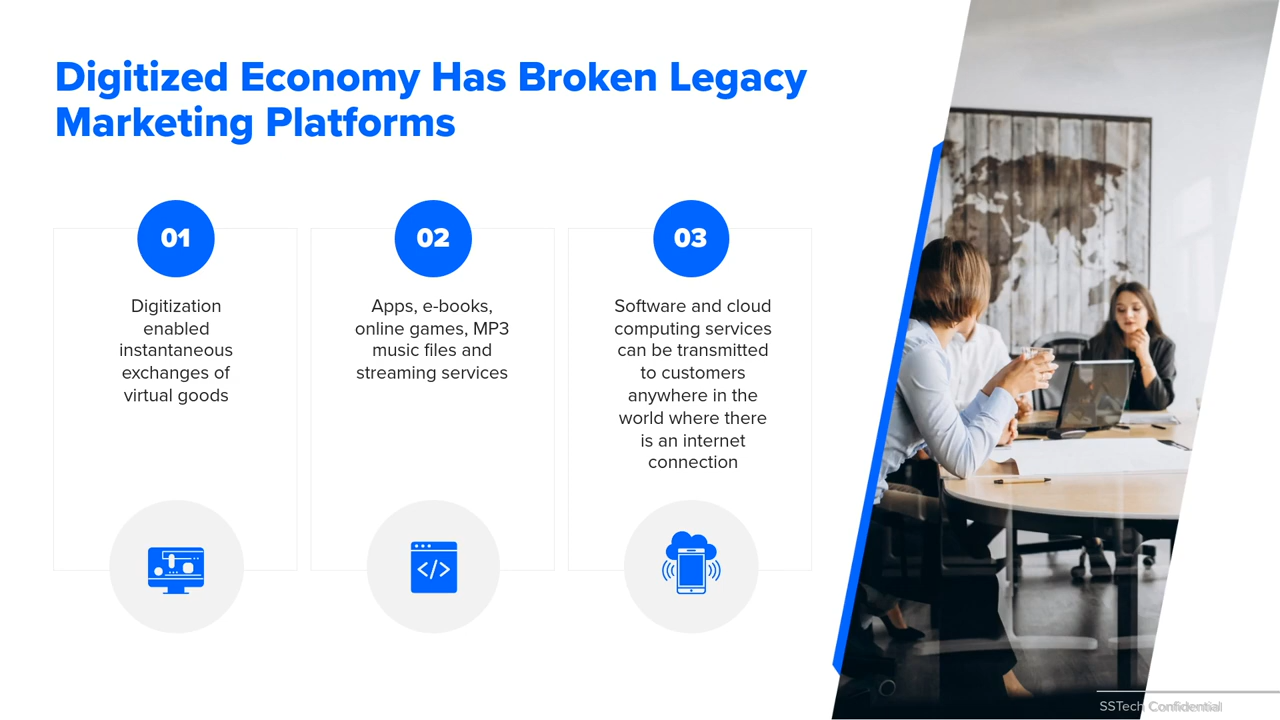 Digitized Economy Has Broken Legacy
Marketing Platforms
01
Digitization
enabled
instantaneous
exchanges of
virtual goods
02
Apps, e-books,
online games, MP3
music files and
streaming services
03
Software and cloud
computing services
can be transmitted
to customers
anywhere in the
world where there
is an internet
connection
</>
SSTech Confidential